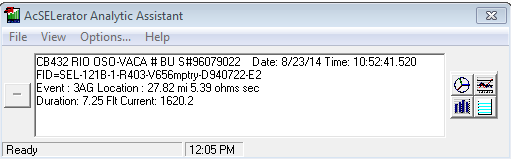 AcSELerator Analytic Assistant
File View Options... Help
CB432 RIO OSO-VACA # BU S#96079022 Date: 8/23/14 Time: 10:52:41.520
FID=SEL-121B-1-R403-V656mptry-D940722-E2
Event : 3AG Location : 27.82 mi 5.39 ohms sec
Duration: 7.25 Flt Current: 1620.2
Ready 12:05 PM